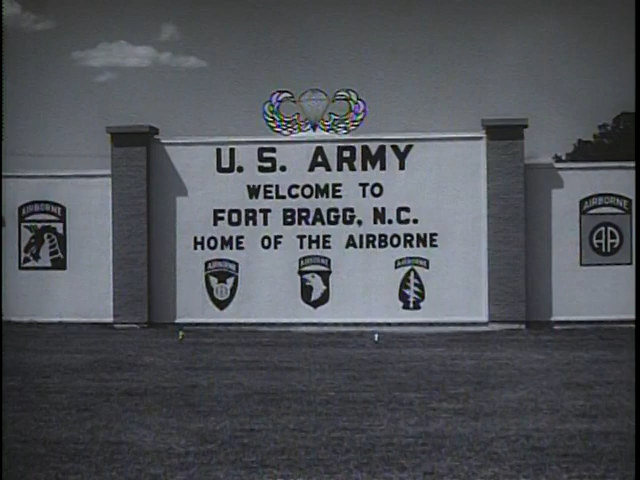 U. S. ARMY
WELCOME TO
FORT BRAGG, N.C.
HOME OF THE AIRBORNE
AIRBORNE
AIRBORNE
AIRBORNE
AIRBORNE
AIRBORNE
AA